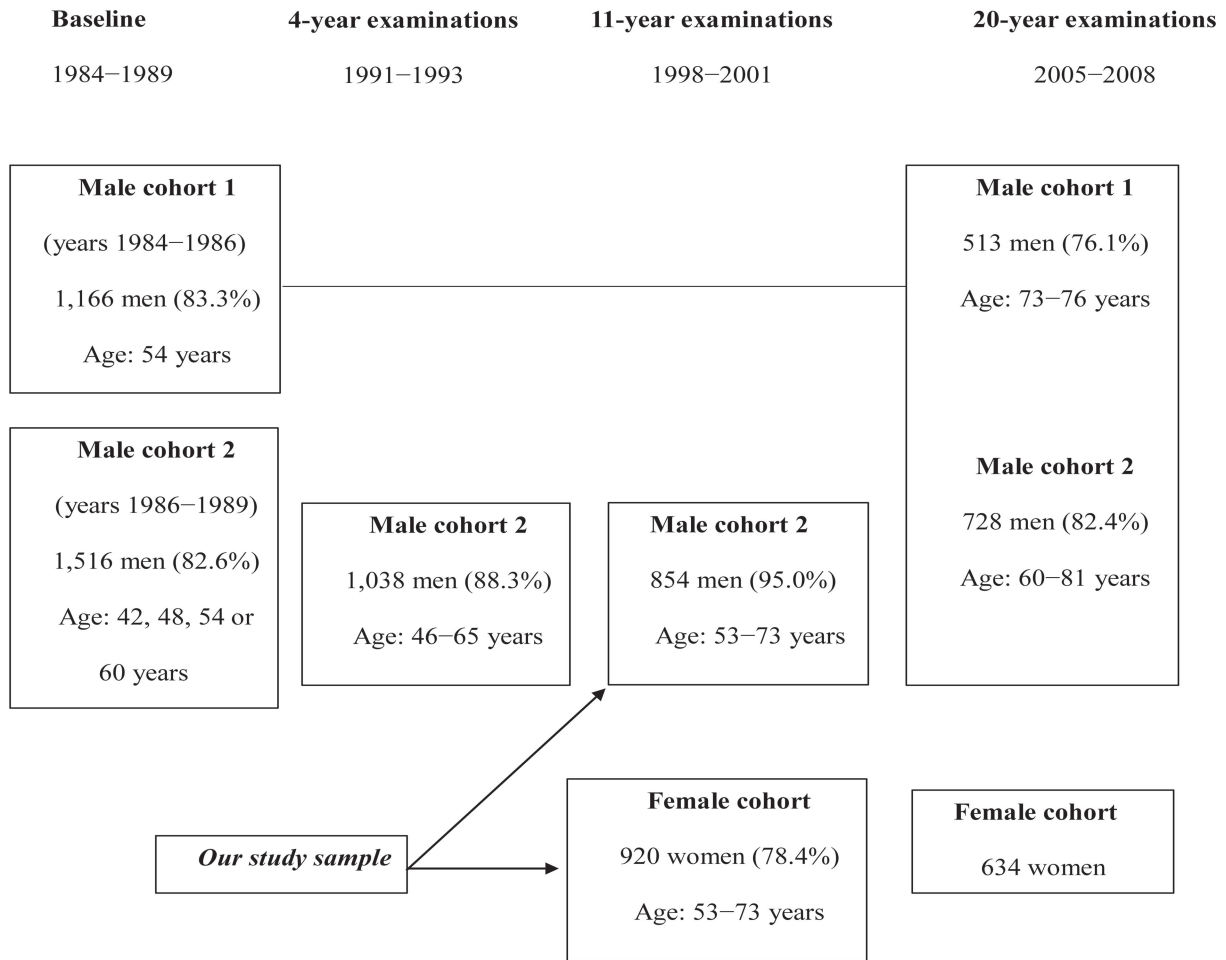 Baseline
4-year examinations
11-year examinations
20-year examinations
1984−1989
1991−1993
1998−2001
2005−2008
Male cohort 1
(years 1984−1986)
1,166 men (83.3%)
Age: 54 years
Male cohort 1
513 men (76.1%)
Age: 73−76 years
Male cohort 2
(years 1986−1989)
1,516 men (82.6%)
Age: 42, 48, 54 or
60 years
Male cohort 2
1,038 men (88.3%)
Age: 46−65 years
Male cohort 2
854 men (95.0%)
Age: 53−73 years
Male cohort 2
728 men (82.4%)
Age: 60−81 years
Our study sample
Female cohort
920 women (78.4%)
Age: 53−73 years
Female cohort
634 women